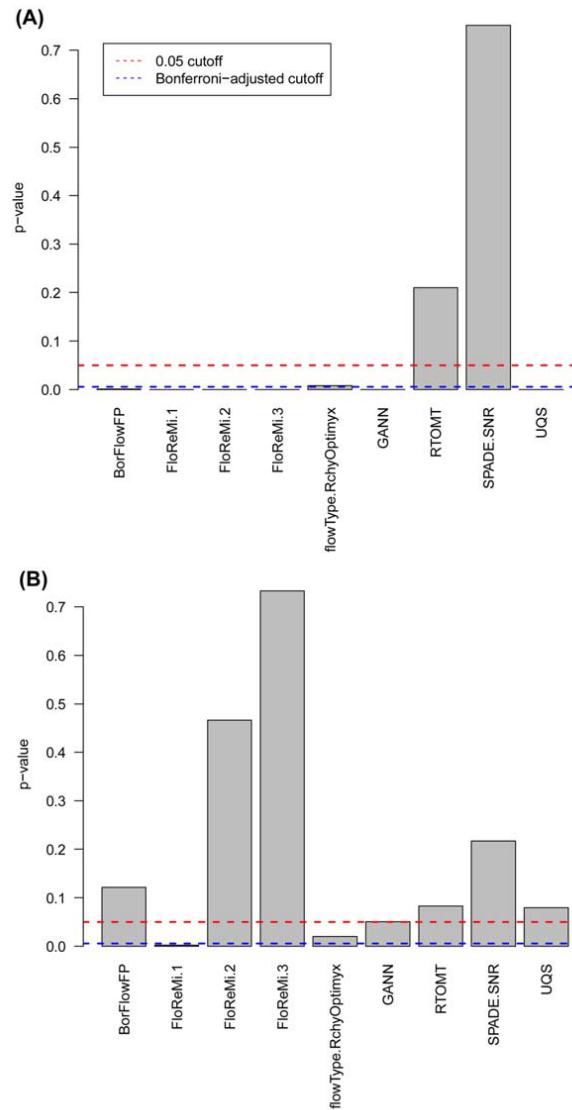 (A)
0.7
0.6
0.5
0.4
0.3
0.2
0.1
0.0
p−value
0.05 cutoff
Bonferroni−adjusted cutoff
BorFlowFP
FloReMi.1
FloReMi.2
FloReMi.3
flowType.RchyOptimyx
GANN
RTOMT
SPADE.SNR
UQS
(B)
0.7
0.6
0.5
0.4
0.3
0.2
0.1
0.0
p−value
BorFlowFP
FloReMi.1
FloReMi.2
FloReMi.3
flowType.RchyOptimyx
GANN
RTOMT
SPADE.SNR
UQS